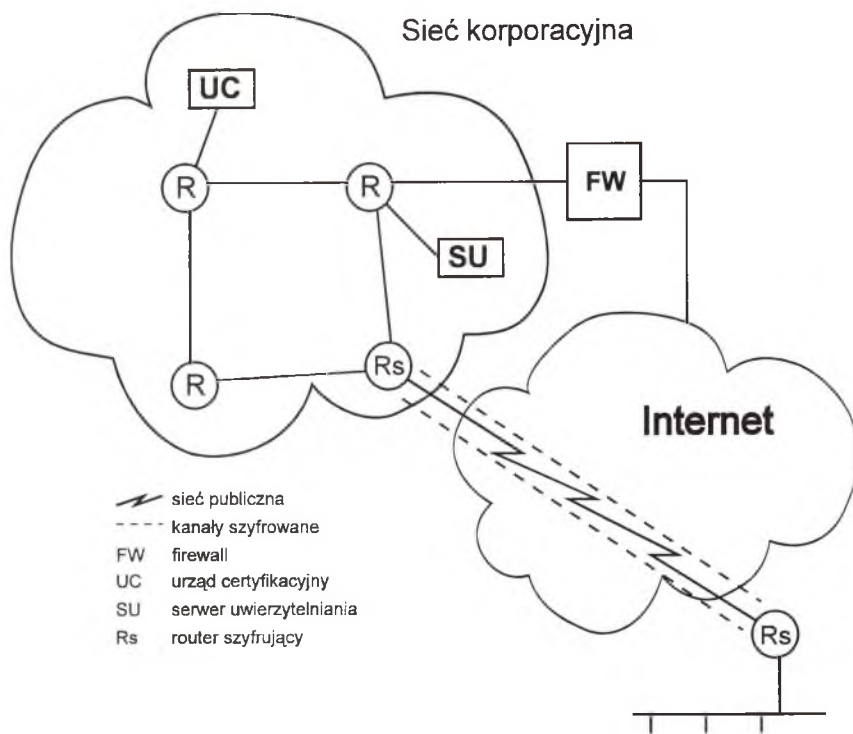 Sieć korporacyjna
UC
R
R
FW
SU
R
Rs
Internet
sieć publiczna
kanały szyfrowane
FW firewall
UC urząd certyfikacyjny
SU serwer uwierzytelniania
Rs router szyfrujący
Rs